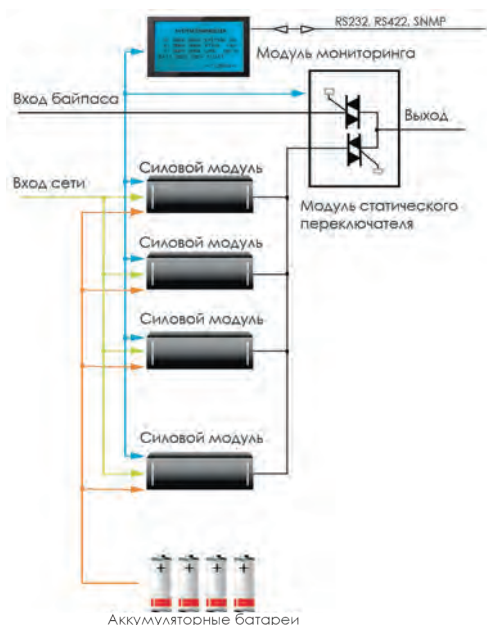 RS232, RS422, SNMP
Модуль мониторинга
Вход байпаса
Выход
Силовой модуль
Вход сети
Модуль статического
переключателя
Силовой модуль
Силовой модуль
Силовой модуль
+ + + +
Аккумуляторные батареи